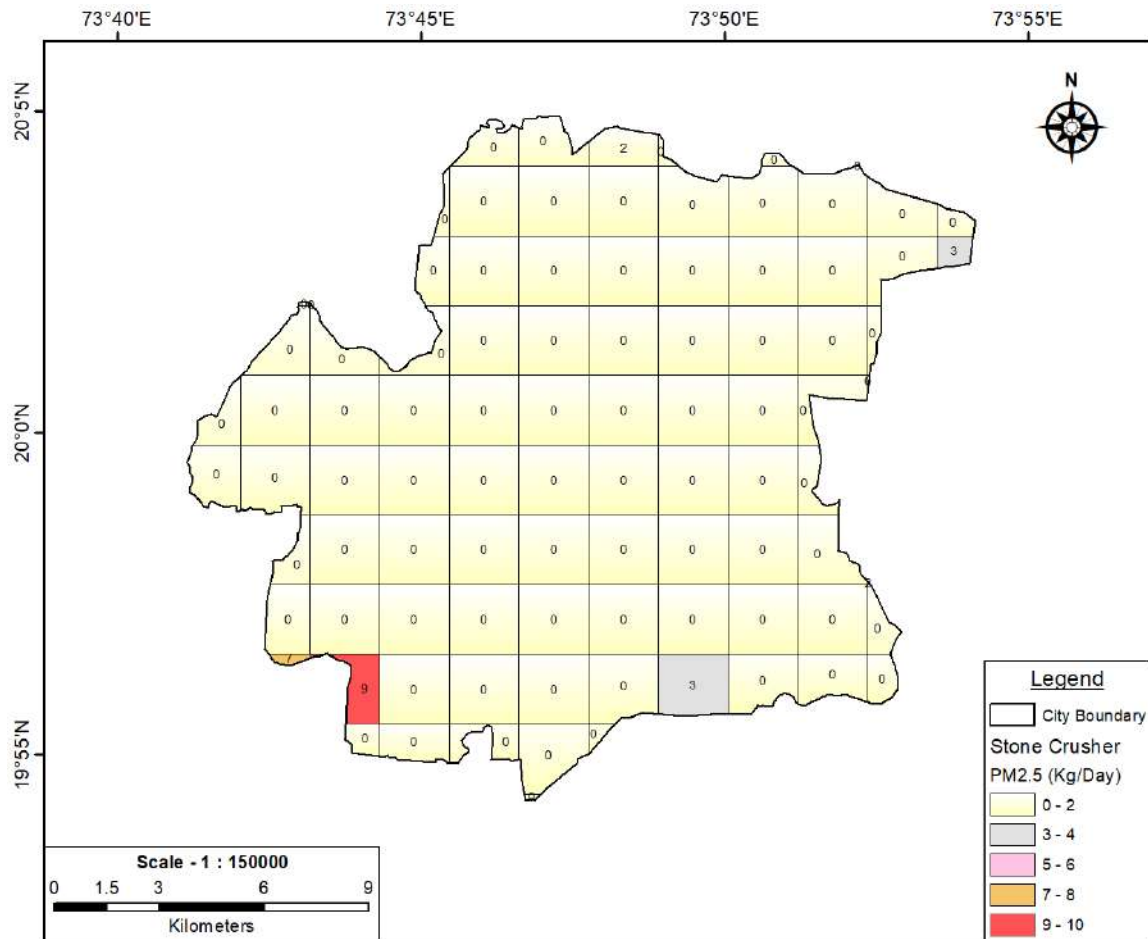 73°40'E 73°45'E 73°50'E 73°55'E
20°5'N
20°0'N
19°55'N
N
0 0 2 0 0
0 0 0 0 0 0 0 0 0
0 0 0 0 0 0 0 0 3
0 0 0 0 0 0 0 0 0 0
0 0 0 0 0 0 0 0 0 0
0 0 0 0 0 0 0 0 0 0
0 0 0 0 0 0 0 0 0
0 0 0 0 0 0 0 0 0
9 0 0 0 0 3 0 0 0
0 0 0 0 0
Scale - 1 : 150000
0 1.5 3 6 9
Kilometers
Legend
City Boundary
Stone Crusher
PM2.5 (Kg/Day)
0 - 2
3 - 4
5 - 6
7 - 8
9 - 10